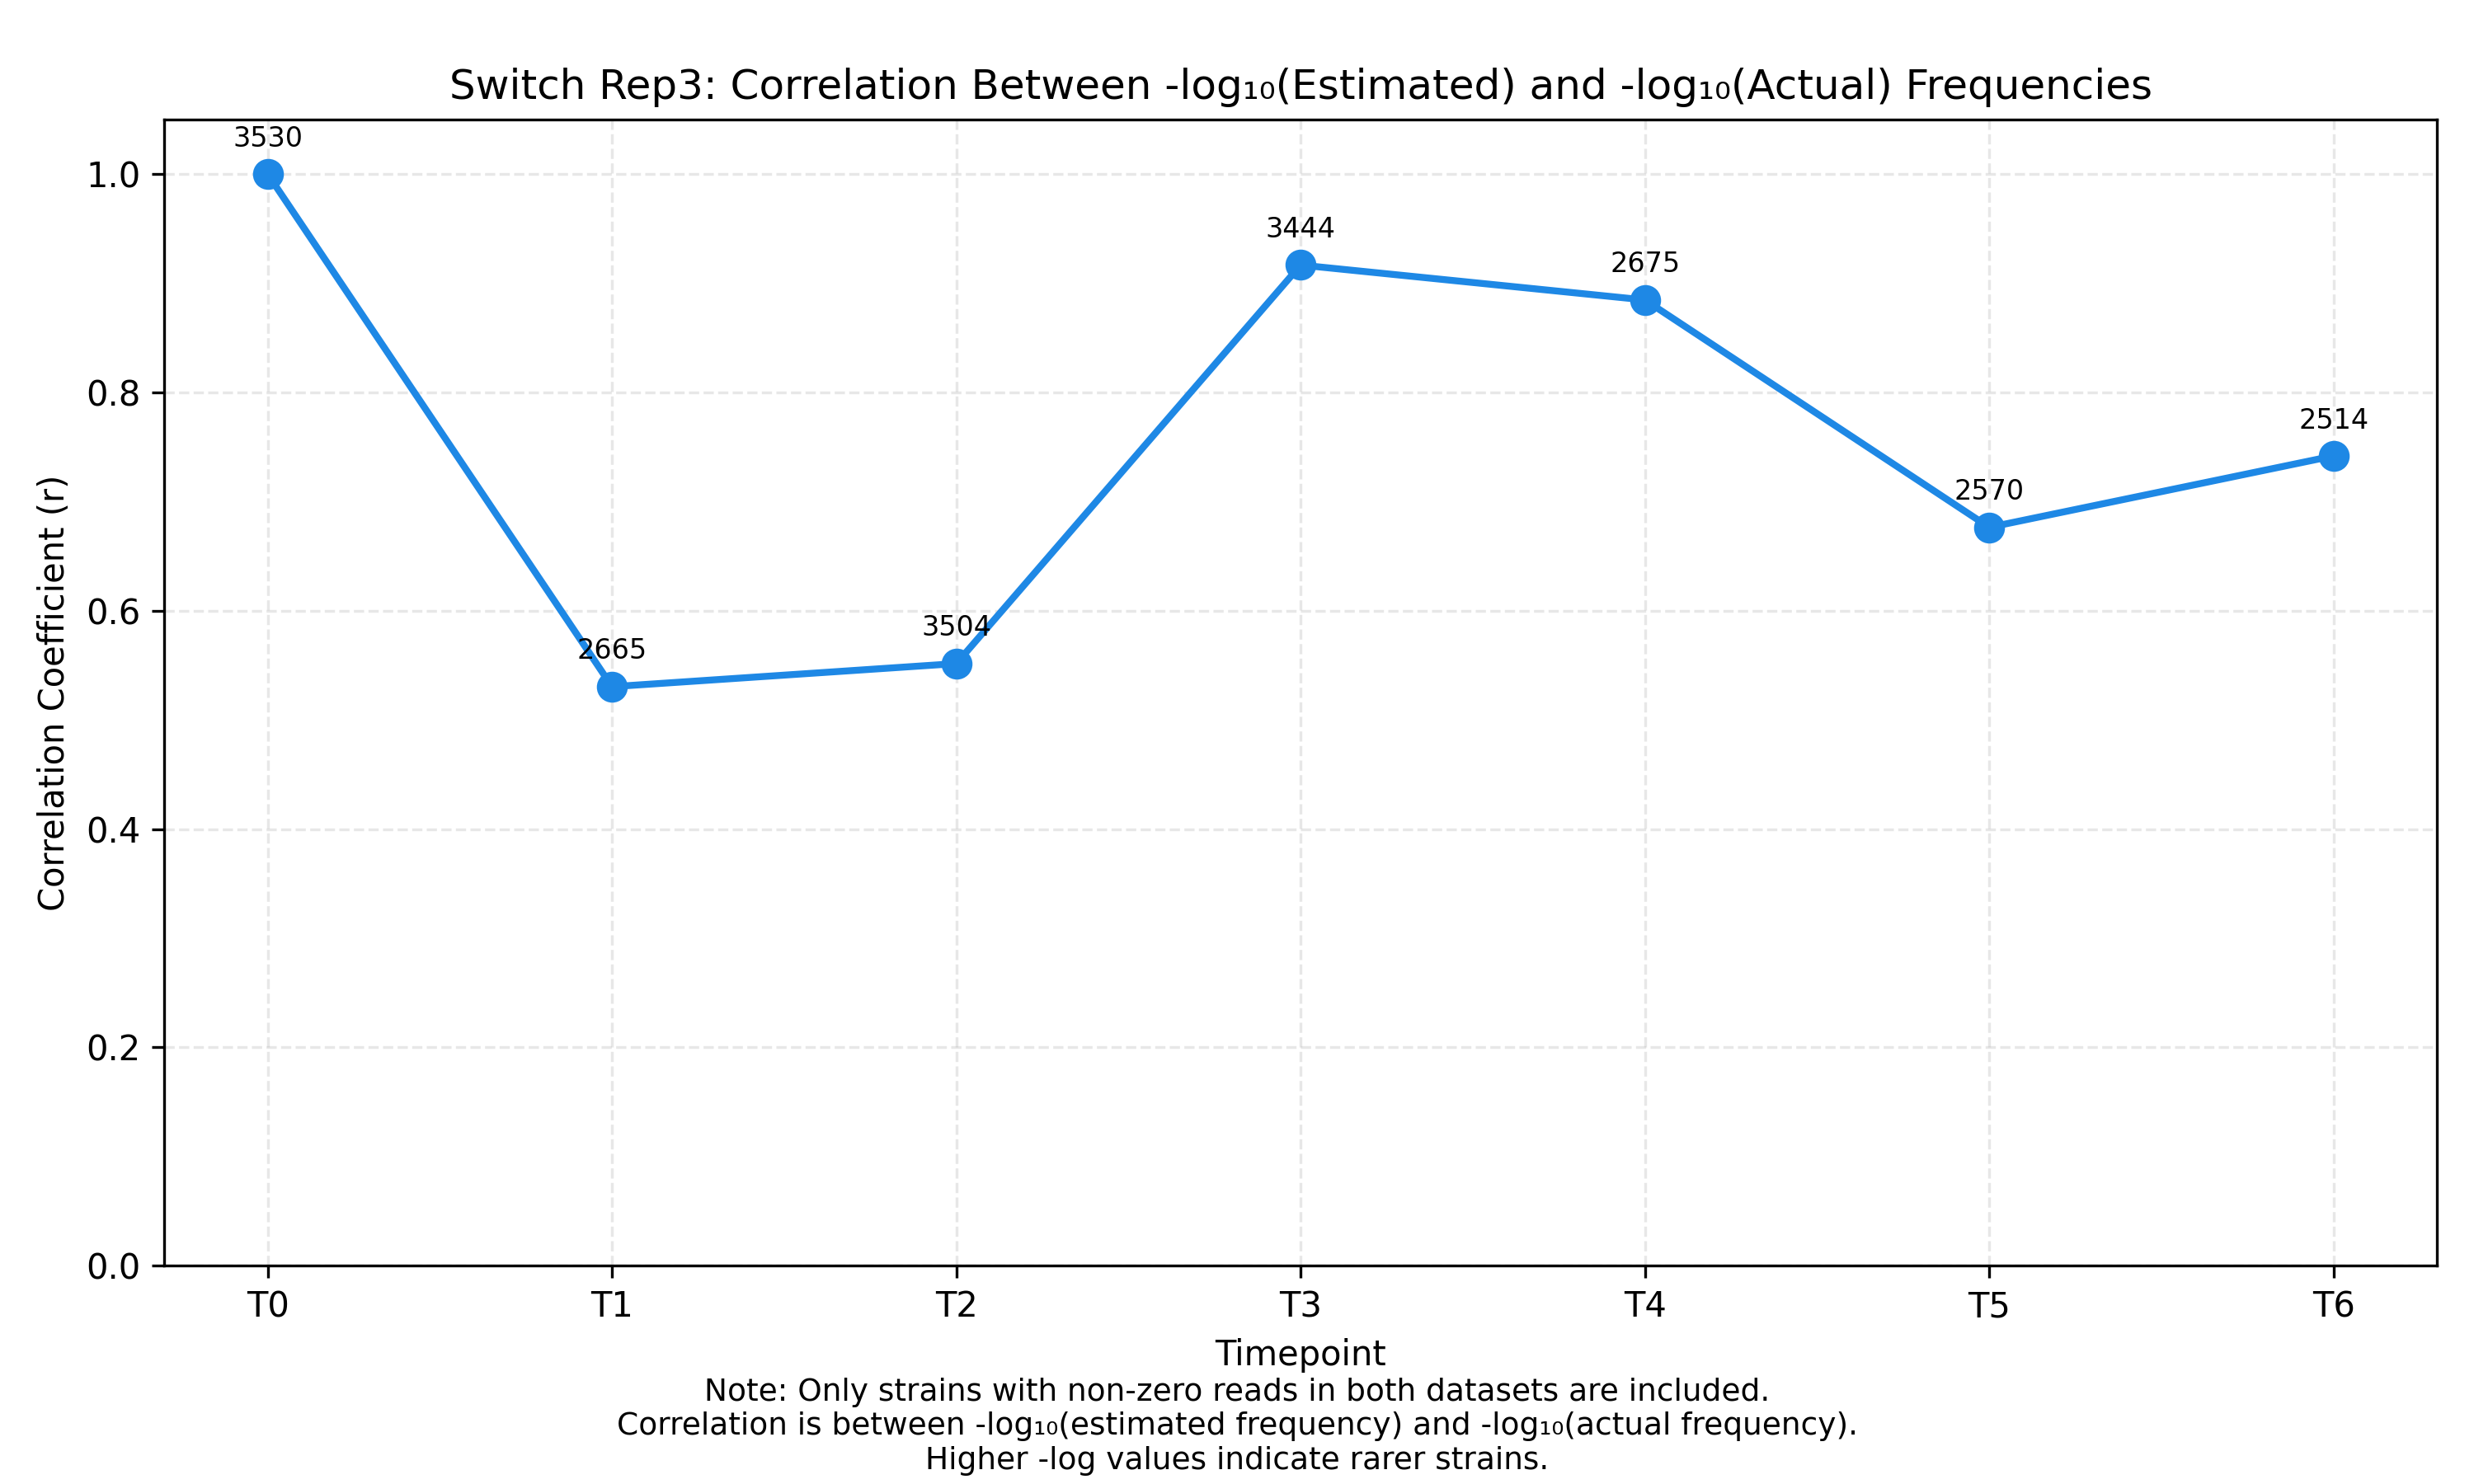 Switch Rep3: Correlation Between -log₁₀(Estimated) and -log₁₀(Actual) Frequencies
3530
1.0
3444
2675
0.8
2514
2570
0.6
3504
2665
Correlation Coefficient (r)
0.4
0.2
0.0
T0 T1 T2 T3 T4 T5 T6
Timepoint
Note: Only strains with non-zero reads in both datasets are included.
Correlation is between -log₁₀(estimated frequency) and -log₁₀(actual frequency).
Higher -log values indicate rarer strains.